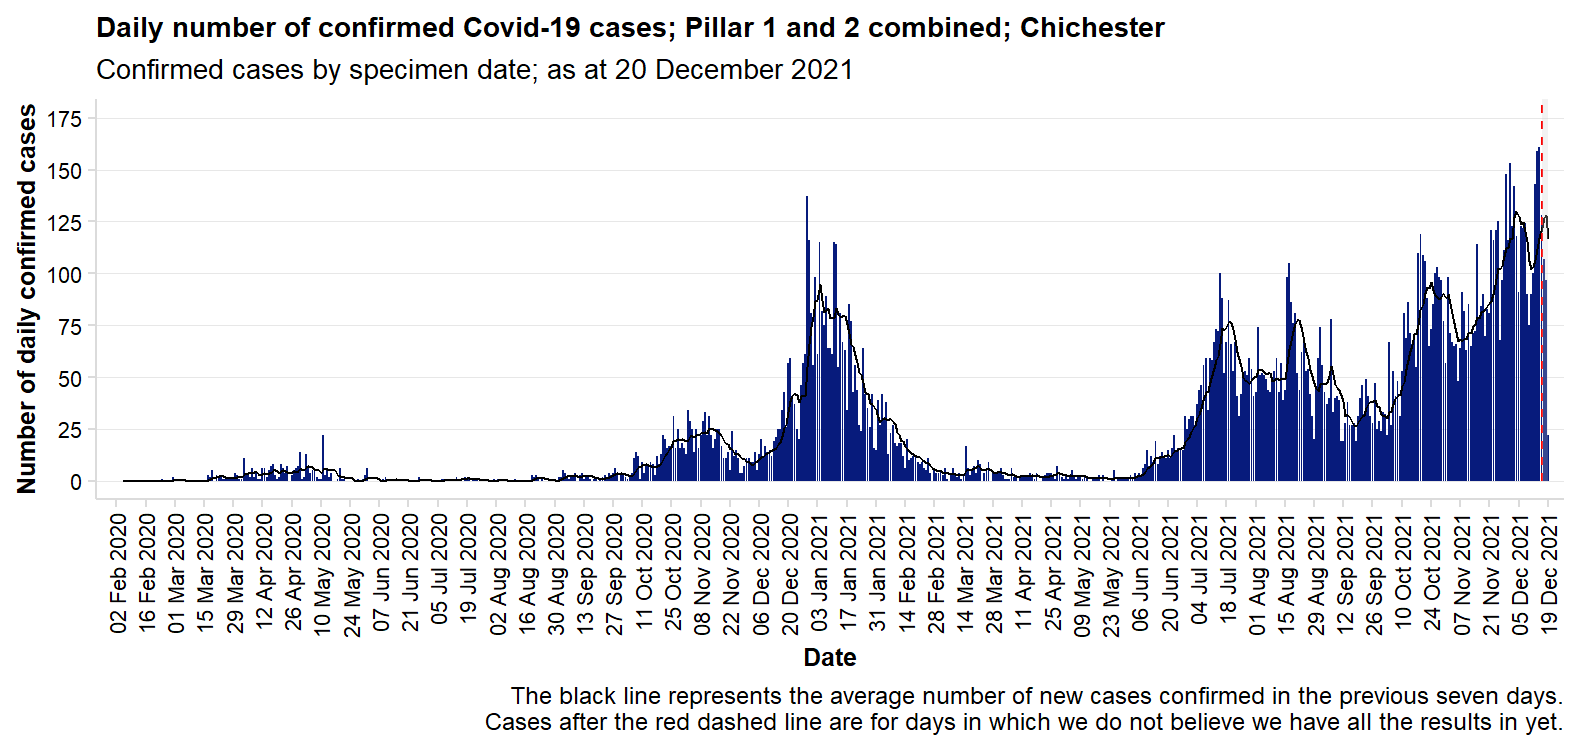 Daily number of confirmed Covid-19 cases; Pillar 1 and 2 combined; Chichester
Confirmed cases by specimen date; as at 20 December 2021
Number of daily confirmed cases
175
150
125
100
75
50
25
0
02 Feb 2020
16 Feb 2020
01 Mar 2020
15 Mar 2020
29 Mar 2020
12 Apr 2020
26 Apr 2020
10 May 2020
24 May 2020
07 Jun 2020
21 Jun 2020
05 Jul 2020
19 Jul 2020
02 Aug 2020
16 Aug 2020
30 Aug 2020
13 Sep 2020
27 Sep 2020
11 Oct 2020
25 Oct 2020
08 Nov 2020
22 Nov 2020
06 Dec 2020
20 Dec 2020
03 Jan 2021
17 Jan 2021
31 Jan 2021
14 Feb 2021
28 Feb 2021
14 Mar 2021
28 Mar 2021
11 Apr 2021
25 Apr 2021
09 May 2021
23 May 2021
06 Jun 2021
20 Jun 2021
04 Jul 2021
18 Jul 2021
01 Aug 2021
15 Aug 2021
29 Aug 2021
12 Sep 2021
26 Sep 2021
10 Oct 2021
24 Oct 2021
07 Nov 2021
21 Nov 2021
05 Dec 2021
19 Dec 2021
Date
The black line represents the average number of new cases confirmed in the previous seven days.
Cases after the red dashed line are for days in which we do not believe we have all the results in yet.